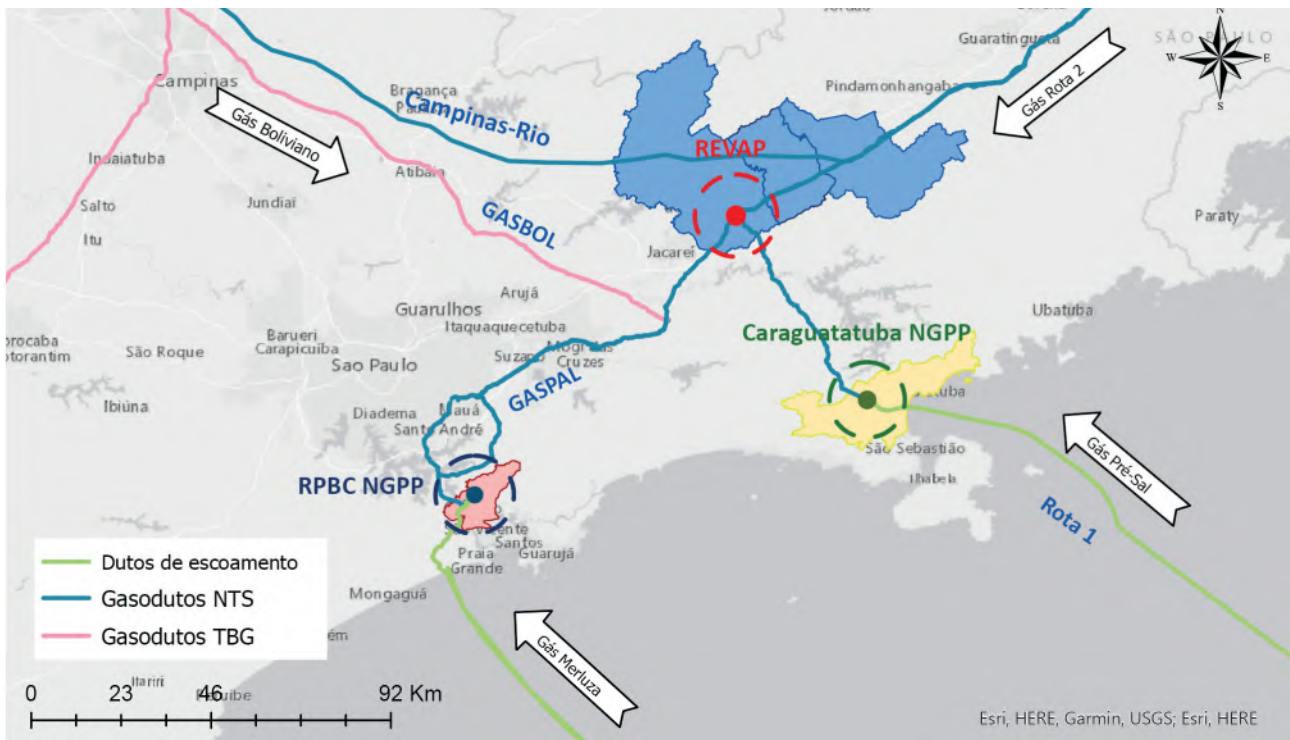 Guaratinguetá
SÃO PAULO
N
W
E
S
Campinas
Bragança
Pindamonhangaba
Gás Rota 2
Campinas-Rio
Gás Boliviano
REVAP
Indaiatuba
Atibaia
Salto
Jundiaí
Itu
GASBOL
Paraty
Jacareí
Arujá
Guarulhos
Ubatuba
Itaquaquecetuba
Caraguatatuba NGPP
Barueri
São Roque
Carapicuíba
Suzano
Mogi das
Cruzes
Sao Paulo
GASPAL
Ibiúna
Diadema
Mauá
Santo André
São Sebastião
Gás Pré-Sal
Ilhabela
RPBC NGPP
Rota 1
Santos
Praia
Grande
Guarujá
Dutos de escoamento
Gasodutos NTS
Gasodutos TBG
Mongaguá
Gás Merluza
Itariri
0 23 46 92 Km
Esri, HERE, Garmin, USGS; Esri, HERE